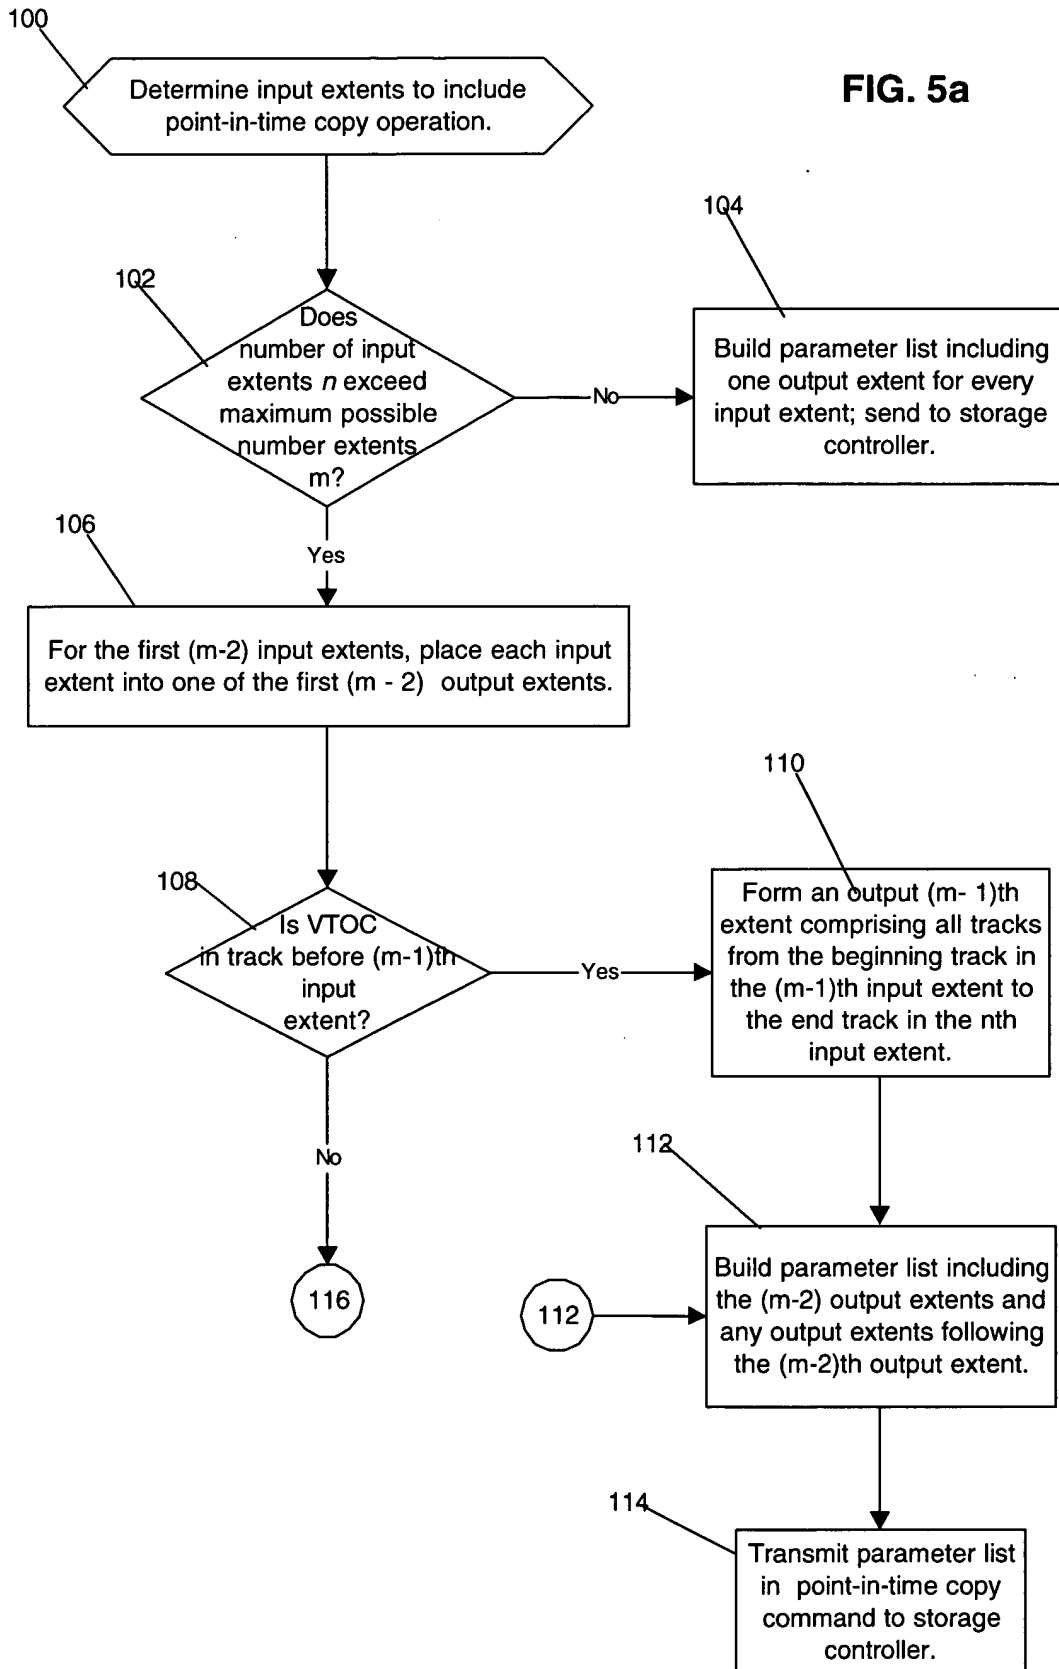 100
Determine input extents to include
point-in-time copy operation.
FIG. 5a
102
Does
number of input
extents n exceed
maximum possible
number extents
m?
No
104
Build parameter list including
one output extent for every
input extent; send to storage
controller.
Yes
106
For the first (m-2) input extents, place each input
extent into one of the first (m - 2) output extents.
108
Is VTOC
in track before (m-1)th
input
extent?
Yes
110
Form an output (m- 1)th
extent comprising all tracks
from the beginning track in
the (m-1)th input extent to
the end track in the nth
input extent.
No
116
112
112
Build parameter list including
the (m-2) output extents and
any output extents following
the (m-2)th output extent.
114
Transmit parameter list
in point-in-time copy
command to storage
controller.